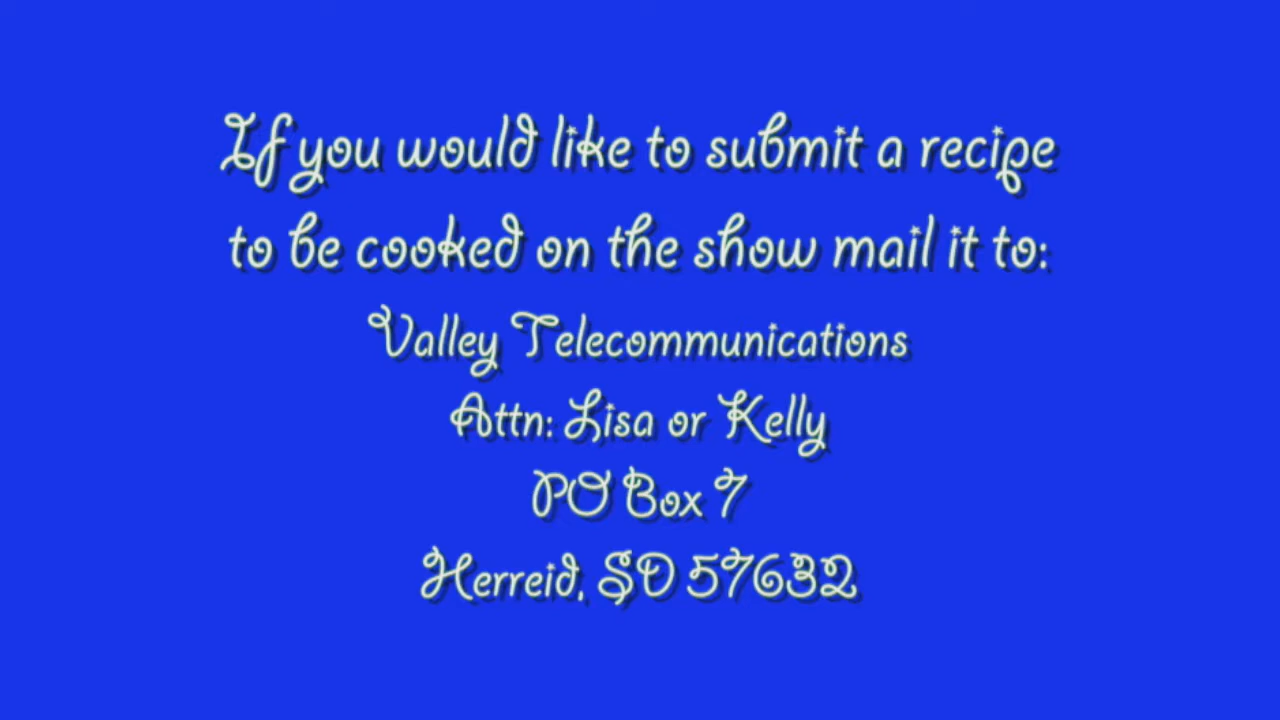 If you would like to submit a recipe
to be cooked on the show mail it to:
Valley Telecommunications
Attn: Lisa or Kelly
PO Box 7
Herreid, SD 57632